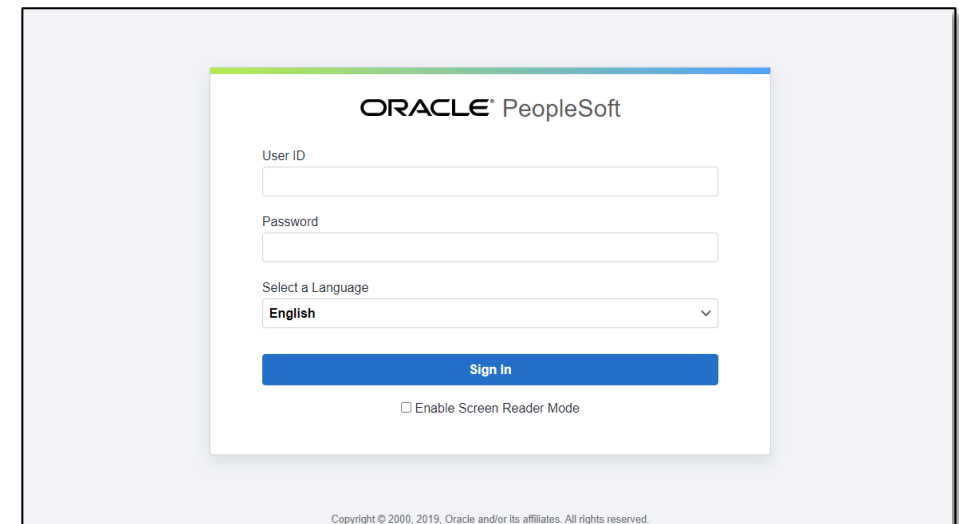 ORACLE® PeopleSoft
User ID
Password
Select a Language
English
Sign In
Enable Screen Reader Mode
Copyright © 2000, 2019, Oracle and/or its affiliates. All rights reserved.